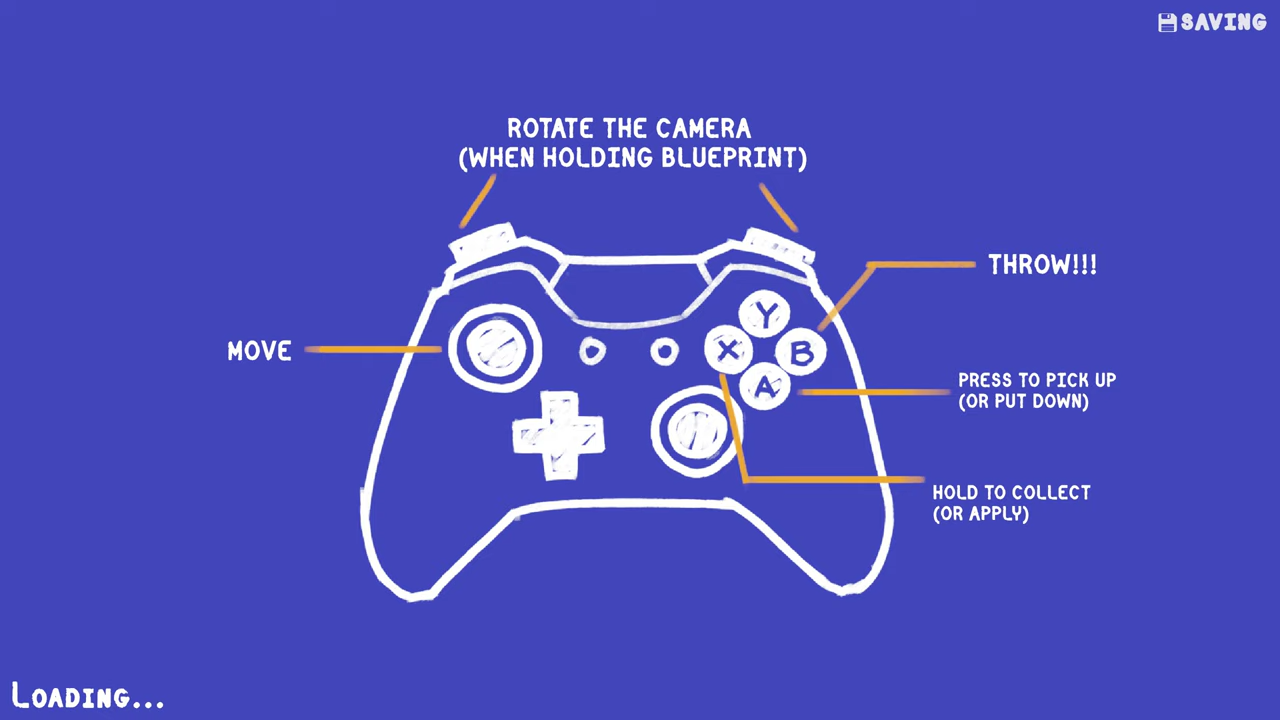 SAVING
ROTATE THE CAMERA
(WHEN HOLDING BLUEPRINT)
THROW!!!
MOVE
Y
X
B
A
PRESS TO PICK UP
(OR PUT DOWN)
HOLD TO COLLECT
(OR APPLY)
LOADING...